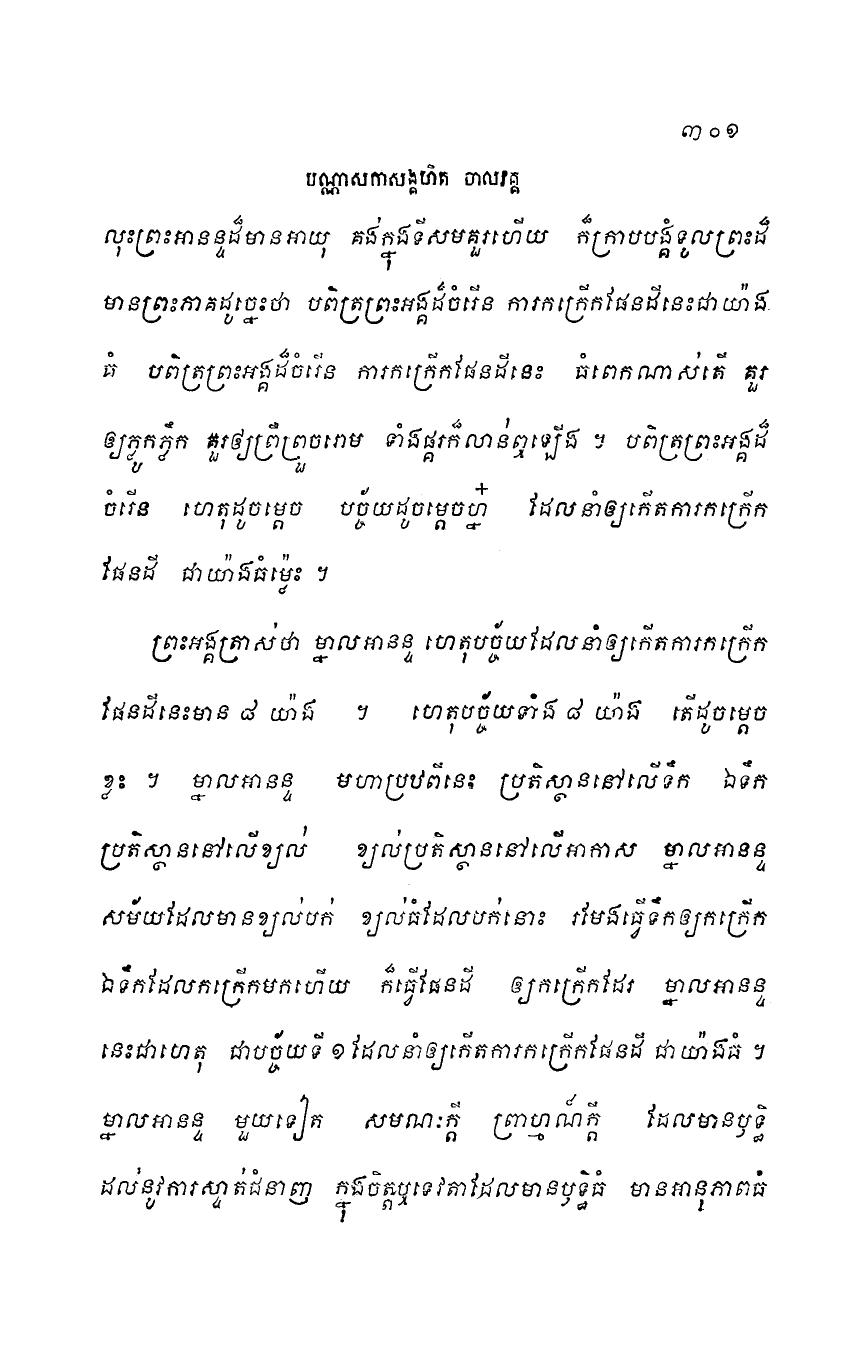 ៣០១
បណ្ណាសកាសង្គហិត ចាលវគ្គ
លុះព្រះអានន្ទដ៏មានអាយុ គង់ក្នុងទីសមគួរហើយ ក៏ក្រាបបង្គំទូលព្រះដ៏
មានព្រះភាគដូច្នេះថា បពិត្រព្រះអង្គដ៏ចំរើន ការកក្រើកផែនដីនេះជាយ៉ាង
ធំ បពិត្រព្រះអង្គដ៏ចំរើន ការកក្រើកផែនដីនេះ ធំពេកណាស់តើ គួរ
ឲ្យភ្លូកភ្លឹក គួរឲ្យព្រឺព្រួចរោម ទាំងផ្គរក៏លាន់ឮឡើង ។ បពិត្រព្រះអង្គដ៏
ចំរើន ហេតុដូចម្តេច បច្ច័យដូចម្តេចហ្ន៎ ដែលនាំឲ្យកើតការកក្រើក
ផែនដី ជាយ៉ាងធំម្ល៉េះ ។
ព្រះអង្គត្រាស់ថា ម្នាលអានន្ទ ហេតុបច្ច័យដែលនាំឲ្យកើតការកក្រើក
ផែនដីនេះមាន ៨ យ៉ាង ។ ហេតុបច្ច័យទាំង ៨ យ៉ាង តើដូចម្តេច
ខ្លះ ។ ម្នាលអានន្ទ មហាប្រឋពីនេះ ប្រតិស្ឋាននៅលើទឹក ឯទឹក
ប្រតិស្ឋាននៅលើខ្យល់ ខ្យល់ប្រតិស្ឋាននៅលើអាកាស ម្នាលអានន្ទ
សម័យដែលមានខ្យល់បក់ ខ្យល់ធំដែលបក់នោះ រមែងធ្វើទឹកឲ្យកក្រើក
ឯទឹកដែលកក្រើកមកហើយ ក៏ធ្វើផែនដី ឲ្យកក្រើកដែរ ម្នាលអានន្ទ
នេះជាហេតុ ជាបច្ច័យទី ១ ដែលនាំឲ្យកើតការកក្រើកផែនដី ជាយ៉ាងធំ ។
ម្នាលអានន្ទ មួយទៀត សមណៈក្តី ព្រាហ្មណ៍ក្តី ដែលមានឫទ្ធិ
ដល់នូវការស្ទាត់ជំនាញ ក្នុងចិត្តឬទេវតាដែលមានឫទ្ធិធំ មានអានុភាពធំ